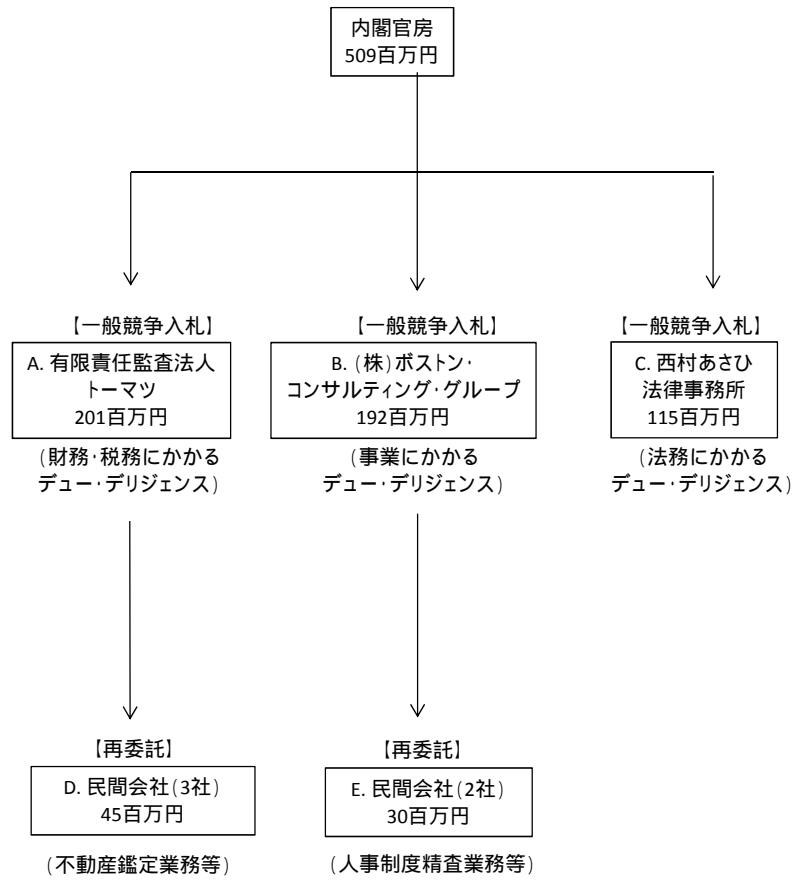 内閣官房
509百万円
【一般競争入札】
A. 有限責任監査法人
トーマツ
201百万円
(財務・税務にかかる
デュー・デリジェンス)
【一般競争入札】
B. (株)ボストン・
コンサルティング・グループ
192百万円
(事業にかかる
デュー・デリジェンス)
【一般競争入札】
C. 西村あさひ
法律事務所
115百万円
(法務にかかる
デュー・デリジェンス)
【再委託】
D. 民間会社(3社)
45百万円
(不動産鑑定業務等)
【再委託】
E. 民間会社(2社)
30百万円
(人事制度精査業務等)